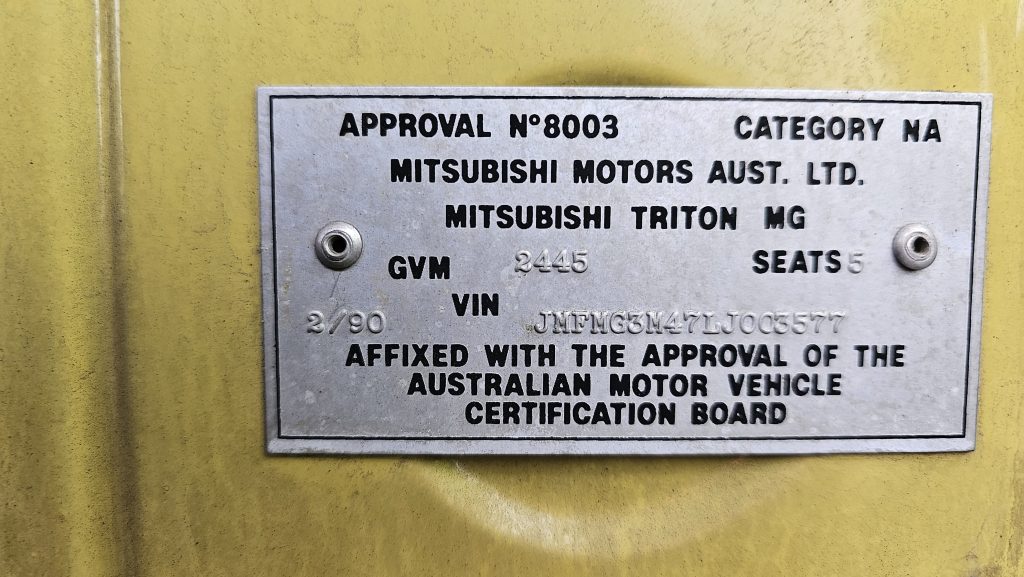 APPROVAL Nº8003 CATEGORY NA
MITSUBISHI MOTORS AUST. LTD.
MITSUBISHI TRITON MG
GVM 2445 SEATS 5
VIN
2/90 JMFMG3M47LJ003577
AFFIXED WITH THE APPROVAL OF THE
AUSTRALIAN MOTOR VEHICLE
CERTIFICATION BOARD